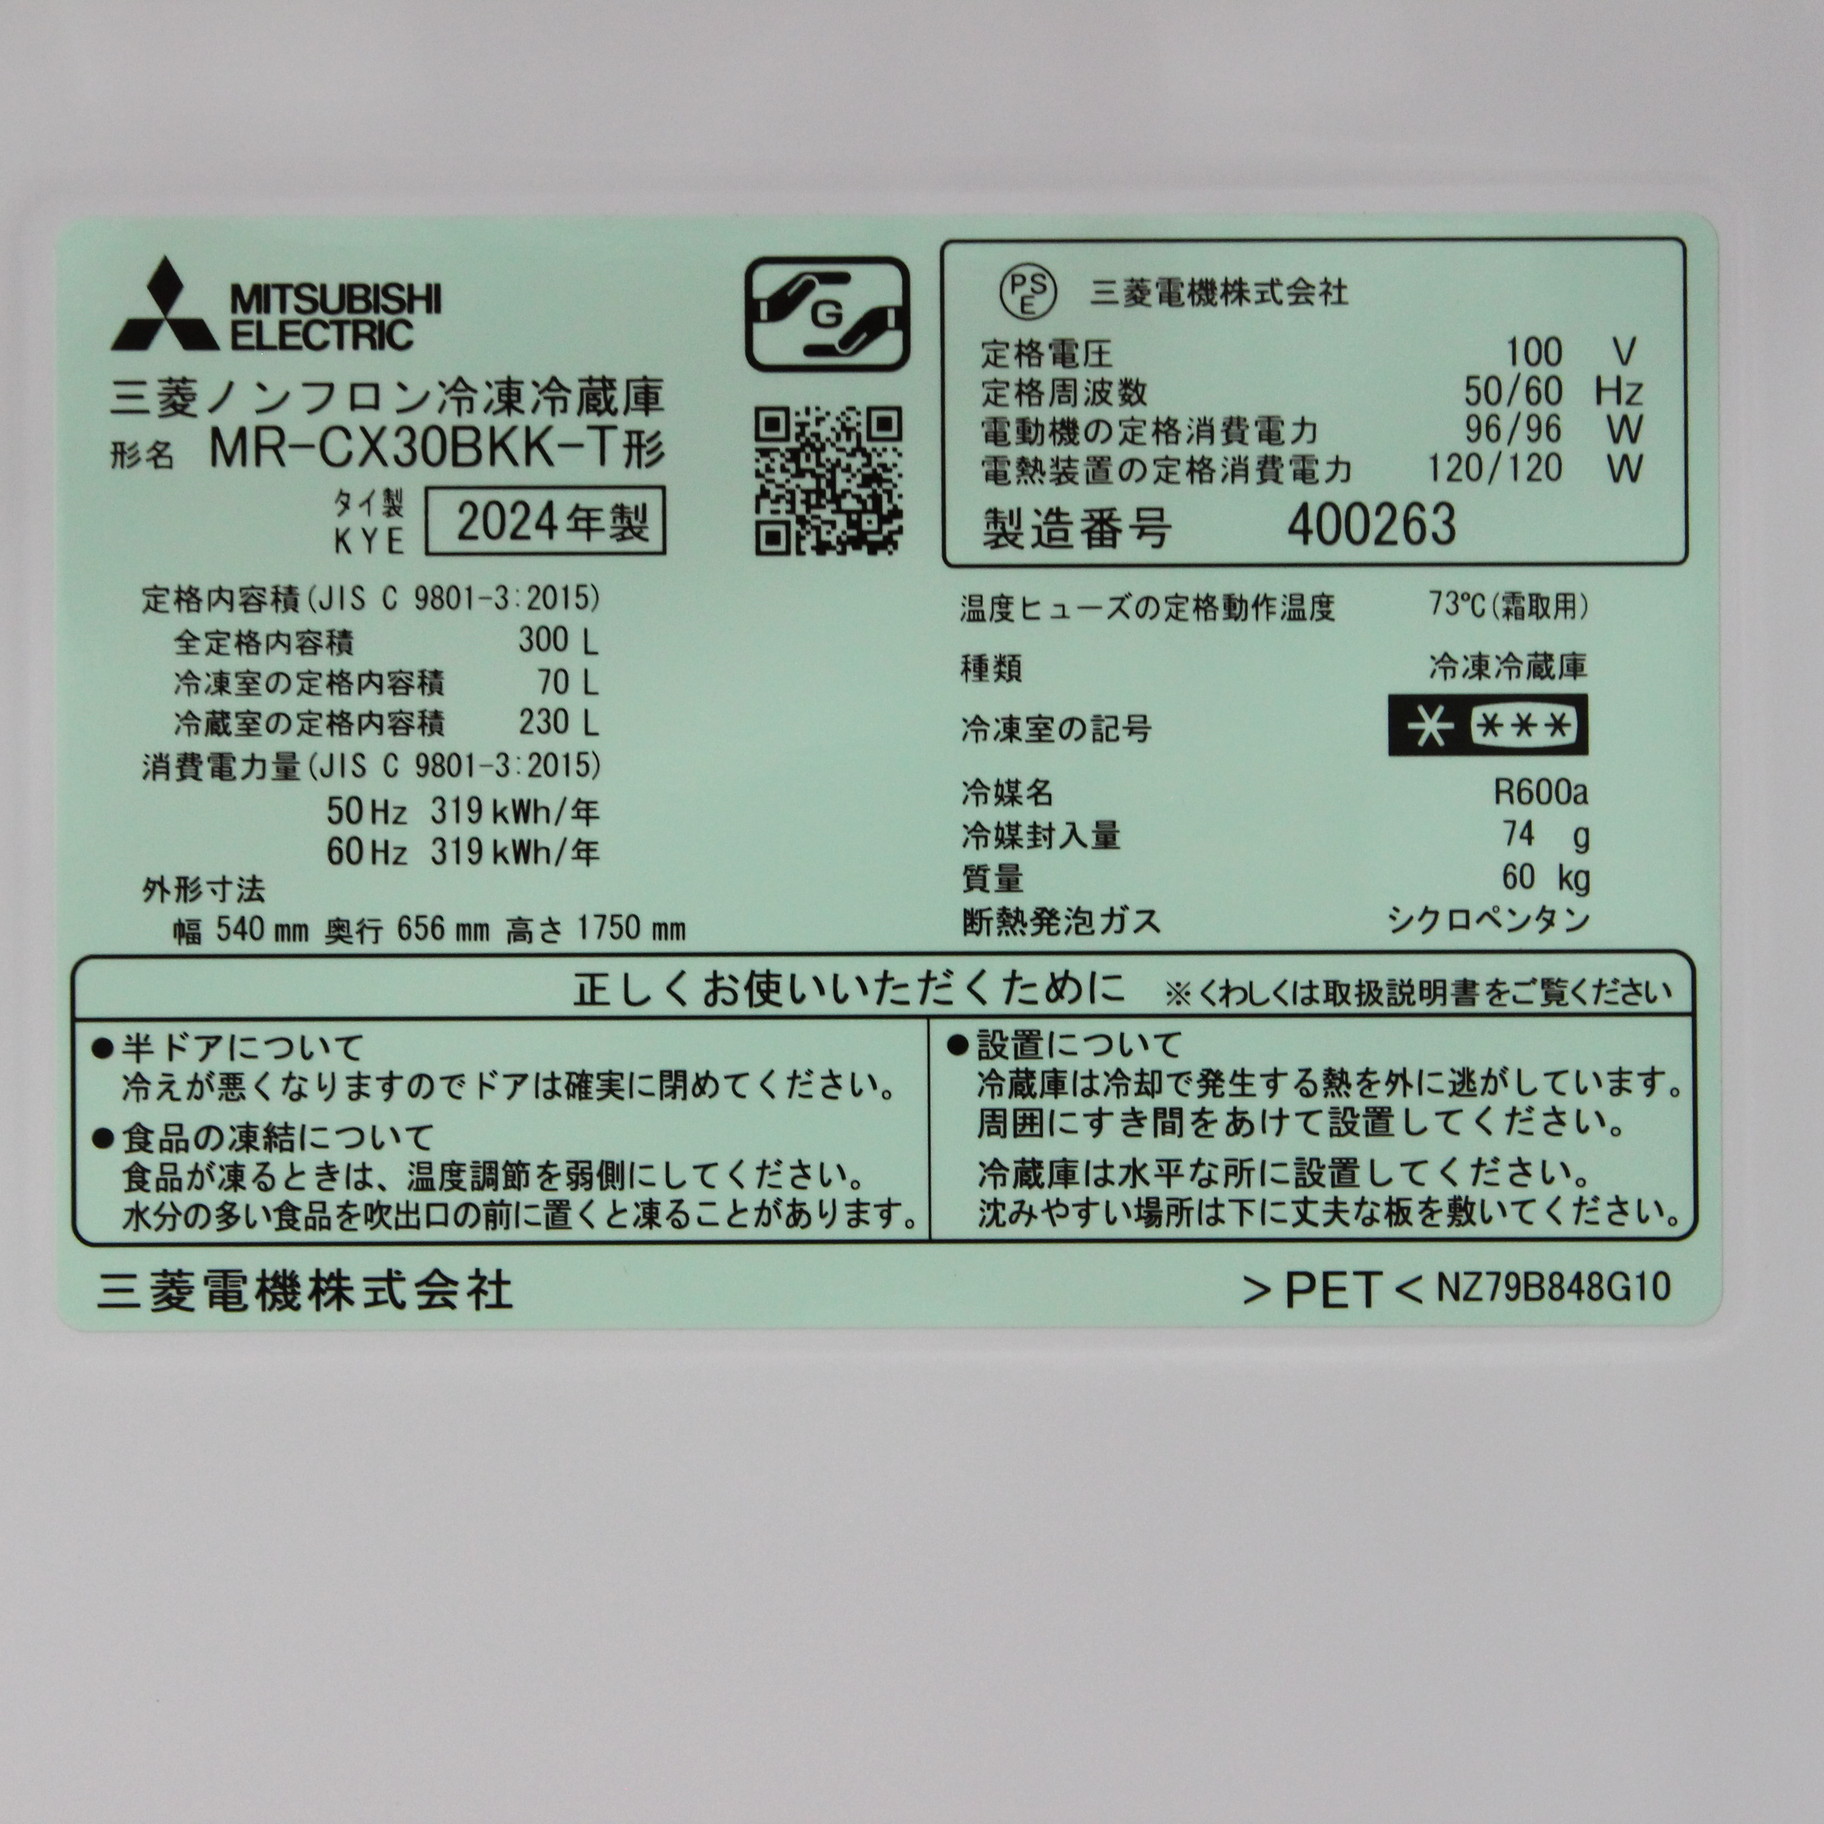 MITSUBISHI
ELECTRIC
三菱ノンフロン冷凍冷蔵庫
形名 MR-CX30BKK-T形
タイ製
KYE
2024年製
G
定格内容積(JIS C 9801-3:2015)
全定格内容積 300 L
冷凍室の定格内容積 70 L
冷蔵室の定格内容積 230 L
消費電力量(JIS C 9801-3:2015)
50Hz 319kWh/年
60Hz 319kWh/年
外形寸法
幅 540mm 奥行 656mm 高さ 1750mm
PSE 三菱電機株式会社
定格電圧 100 V
定格周波数 50/60 Hz
電動機の定格消費電力 96/96 W
電熱装置の定格消費電力 120/120 W
製造番号 400263
温度ヒューズの定格動作温度 73℃(霜取用)
種類 冷凍冷蔵庫
冷凍室の記号 * ***
冷媒名 R600a
冷媒封入量 74 g
質量 60 kg
断熱発泡ガス シクロペンタン
正しくお使いいただくために ※くわしくは取扱説明書をご覧ください
●半ドアについて
冷えが悪くなりますのでドアは確実に閉めてください。
●食品の凍結について
食品が凍るときは、温度調節を弱側にしてください。
水分の多い食品を吹出口の前に置くと凍ることがあります。
●設置について
冷蔵庫は冷却で発生する熱を外に逃がしています。
周囲にすき間をあけて設置してください。
冷蔵庫は水平な所に設置してください。
沈みやすい場所は下に丈夫な板を敷いてください。
三菱電機株式会社
>PET< NZ79B848G10